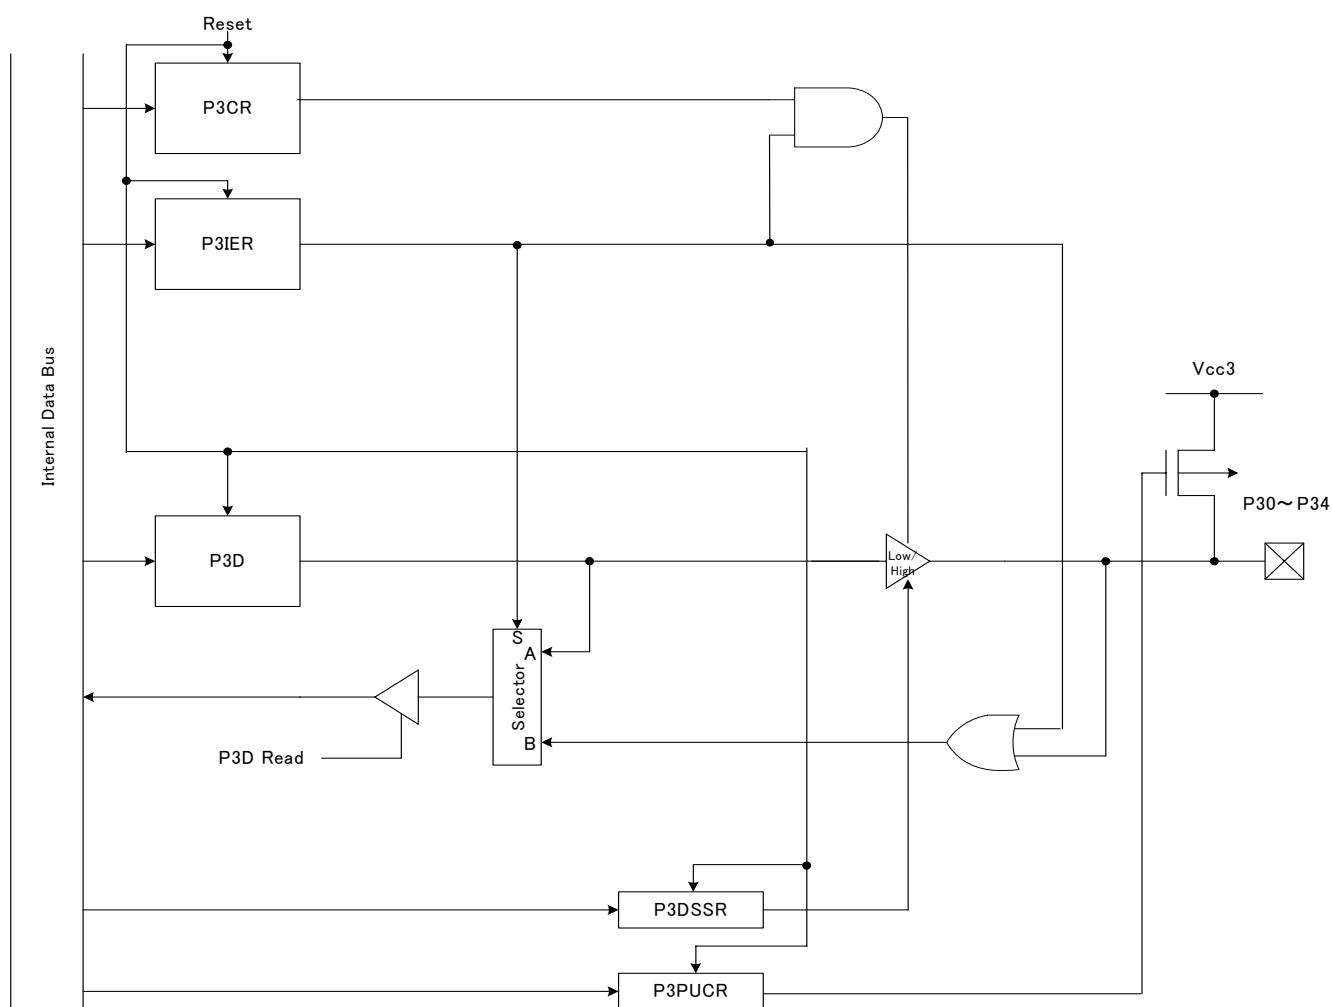 Reset
P3CR
P3IER
Internal Data Bus
Vcc3
P30～P34
P3D
Low/
High
S
A
Selector
B
P3D Read
P3DSSR
P3PUCR